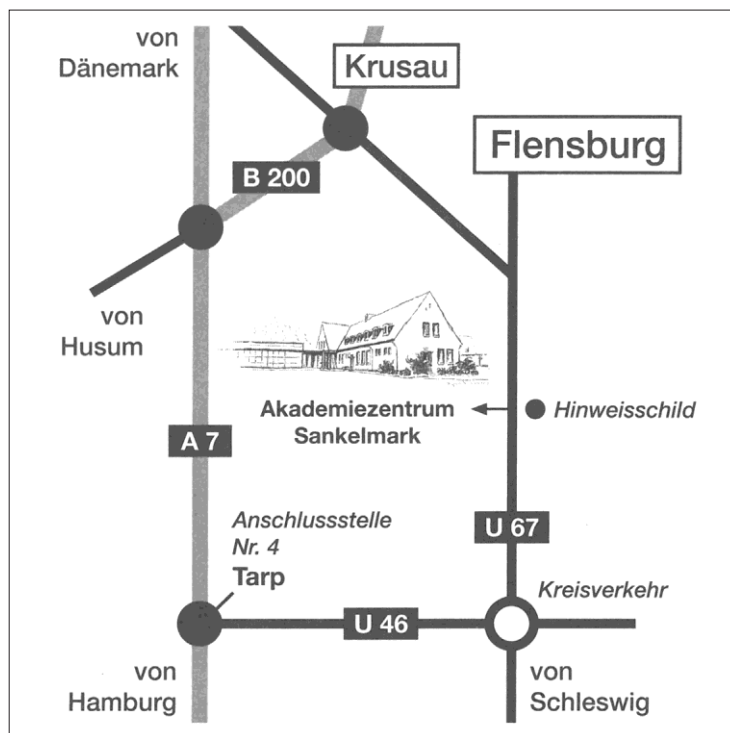 von
Dänemark
Krusau
Flensburg
B 200
von
Husum
Akademiezentrum
Sankelmark
Hinweisschild
A 7
Anschlussstelle
Nr. 4
Tarp
U 67
Kreisverkehr
U 46
von
Hamburg
von
Schleswig